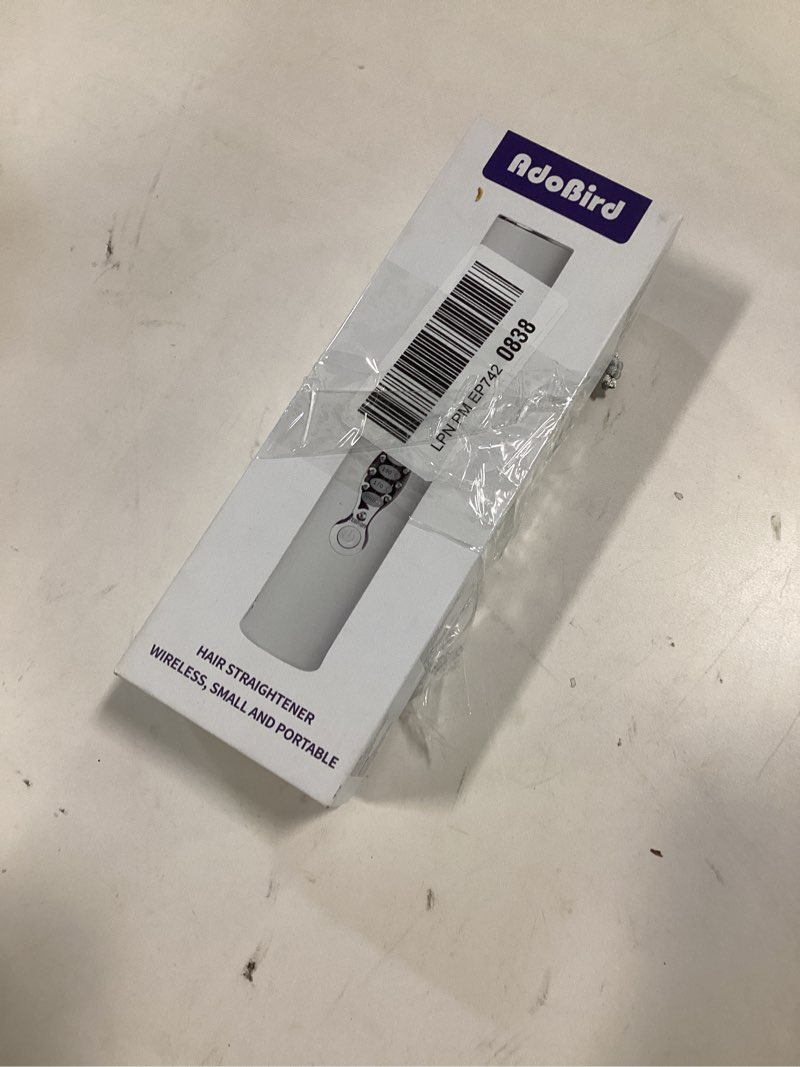 AdoBird
LPN PM EP742 0838
HAIR STRAIGHTENER
WIRELESS, SMALL AND PORTABLE